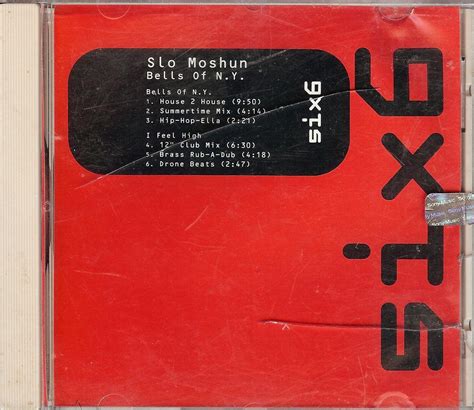 Slo Moshun
Bells Of N.Y.
Bells Of N.Y.
1. House 2 House (9:50)
2. Summertime Mix (4:14)
3. Hip-Hop-Ella (2:21)
I Feel High
4. 12" Club Mix (6:30)
5. Brass Rub-A-Dub (4:18)
6. Drone Beats (2:47)
six6
six6